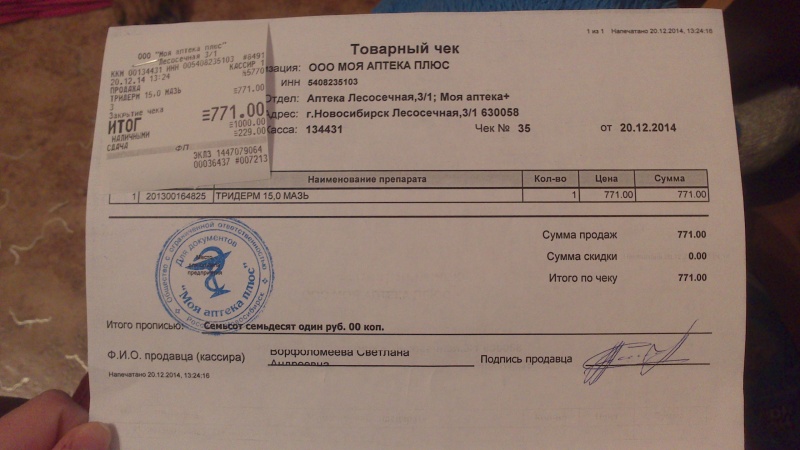 1 из 1 Напечатано 20.12.2014, 13:24:16
Товарный чек
ООО "Моя аптека плюс"
Лесосечная 3/1
ККМ 00134431 ИНН 005408235103 #0491
20.12.14 13:24 КАССИР 1
ПРОДАЖА
ТРИДЕРМ 15,0 МАЗЬ
3 ≡771.00
Закрытие чека
ИТОГ ≡771.00
НАЛИЧНЫМИ ≡1000.00
СДАЧА ≡229.00
ФП
ЭКЛЗ 1447079064
00036437 #007213
зация: ООО МОЯ АПТЕКА ПЛЮС
ИНН 5408235103
Отдел: Аптека Лесосечная,3/1; Моя аптека+
Адрес: г.Новосибирск Лесосечная,3/1 630058
Касса: 134431 Чек № 35 от 20.12.2014
Наименование препарата Кол-во Цена Сумма
1 201300164825 ТРИДЕРМ 15,0 МАЗЬ 1 771.00 771.00
Сумма продаж 771.00
Сумма скидки 0.00
Итого по чеку 771.00
Общество с ограниченной ответственностью
Для документов
"Моя аптека плюс"
Итого прописью: Семьсот семьдесят один руб. 00 коп.
Ф.И.О. продавца (кассира) Ворфоломеева Светлана
Андреевна
Подпись продавца
Напечатано 20.12.2014, 13:24:16